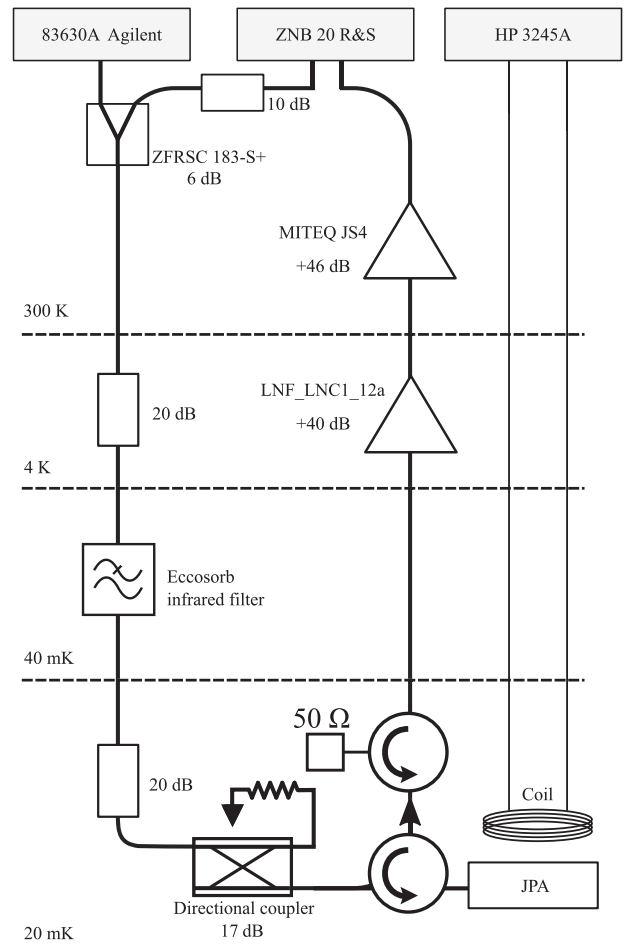 83630A Agilent
ZNB 20 R&S
HP 3245A
10 dB
ZFRSC 183-S+
6 dB
MITEQ JS4
+46 dB
300 K
LNF_LNC1_12a
+40 dB
20 dB
4 K
Eccosorb
infrared filter
40 mK
50 Ω
20 dB
Coil
JPA
Directional coupler
17 dB
20 mK